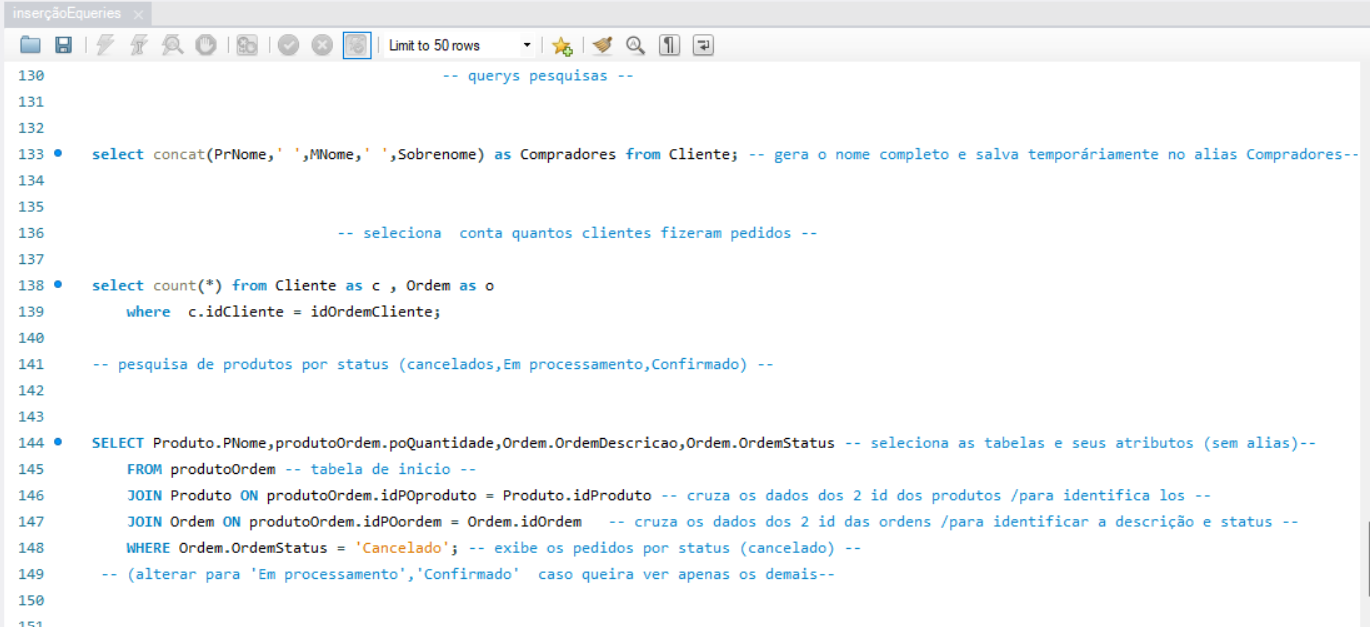 inserçãoEqueries ×
Limit to 50 rows
130 -- querys pesquisas --
131
132
133 select concat(PrNome,' ',MNome,' ',Sobrenome) as Compradores from Cliente; -- gera o nome completo e salva temporáriamente no alias Compradores--
134
135
136 -- seleciona  conta quantos clientes fizeram pedidos --
137
138 select count(*) from Cliente as c , Ordem as o
139 where  c.idCliente = idOrdemCliente;
140
141 -- pesquisa de produtos por status (cancelados,Em processamento,Confirmado) --
142
143
144 SELECT Produto.PNome,produtoOrdem.poQuantidade,Ordem.OrdemDescricao,Ordem.OrdemStatus -- seleciona as tabelas e seus atributos (sem alias)--
145 FROM produtoOrdem -- tabela de inicio --
146 JOIN Produto ON produtoOrdem.idPOproduto = Produto.idProduto -- cruza os dados dos 2 id dos produtos /para identifica los --
147 JOIN Ordem ON produtoOrdem.idPOordem = Ordem.idOrdem   -- cruza os dados dos 2 id das ordens /para identificar a descrição e status --
148 WHERE Ordem.OrdemStatus = 'Cancelado'; -- exibe os pedidos por status (cancelado) --
149 -- (alterar para 'Em processamento','Confirmado'  caso queira ver apenas os demais--
150
151